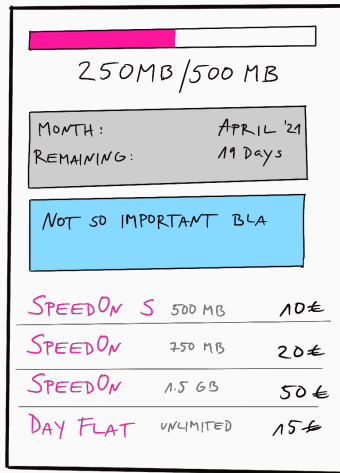 250MB/500 MB
MONTH: APRIL '21
REMAINING: 19 DAYS
NOT SO IMPORTANT BLA
SPEEDON S 500 MB 10€
SPEEDON 750 MB 20€
SPEEDON 1.5 GB 50€
DAY FLAT UNLIMITED 15€